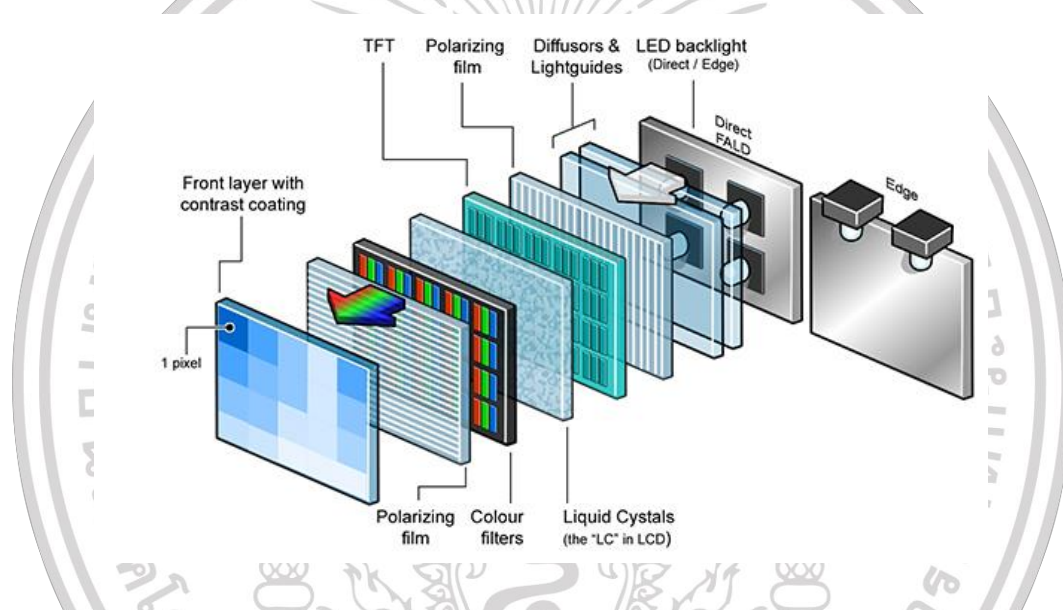 TFT
Polarizing
film
Diffusors &
Lightguides
LED backlight
(Direct / Edge)
Direct
FALD
Edge
Front layer with
contrast coating
1 pixel
Polarizing
film
Colour
filters
Liquid Cystals
(the "LC" in LCD)